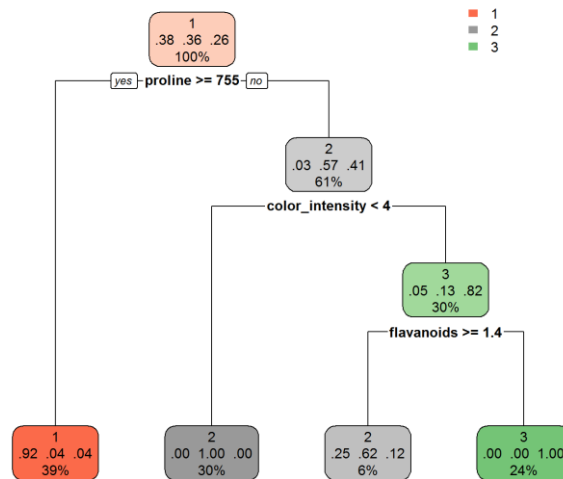 1
.38 .36 .26
100%
1
2
3
yes proline >= 755 no
2
.03 .57 .41
61%
color_intensity < 4
3
.05 .13 .82
30%
flavanoids >= 1.4
1
.92 .04 .04
39%
2
.00 1.00 .00
30%
2
.25 .62 .12
6%
3
.00 .00 1.00
24%